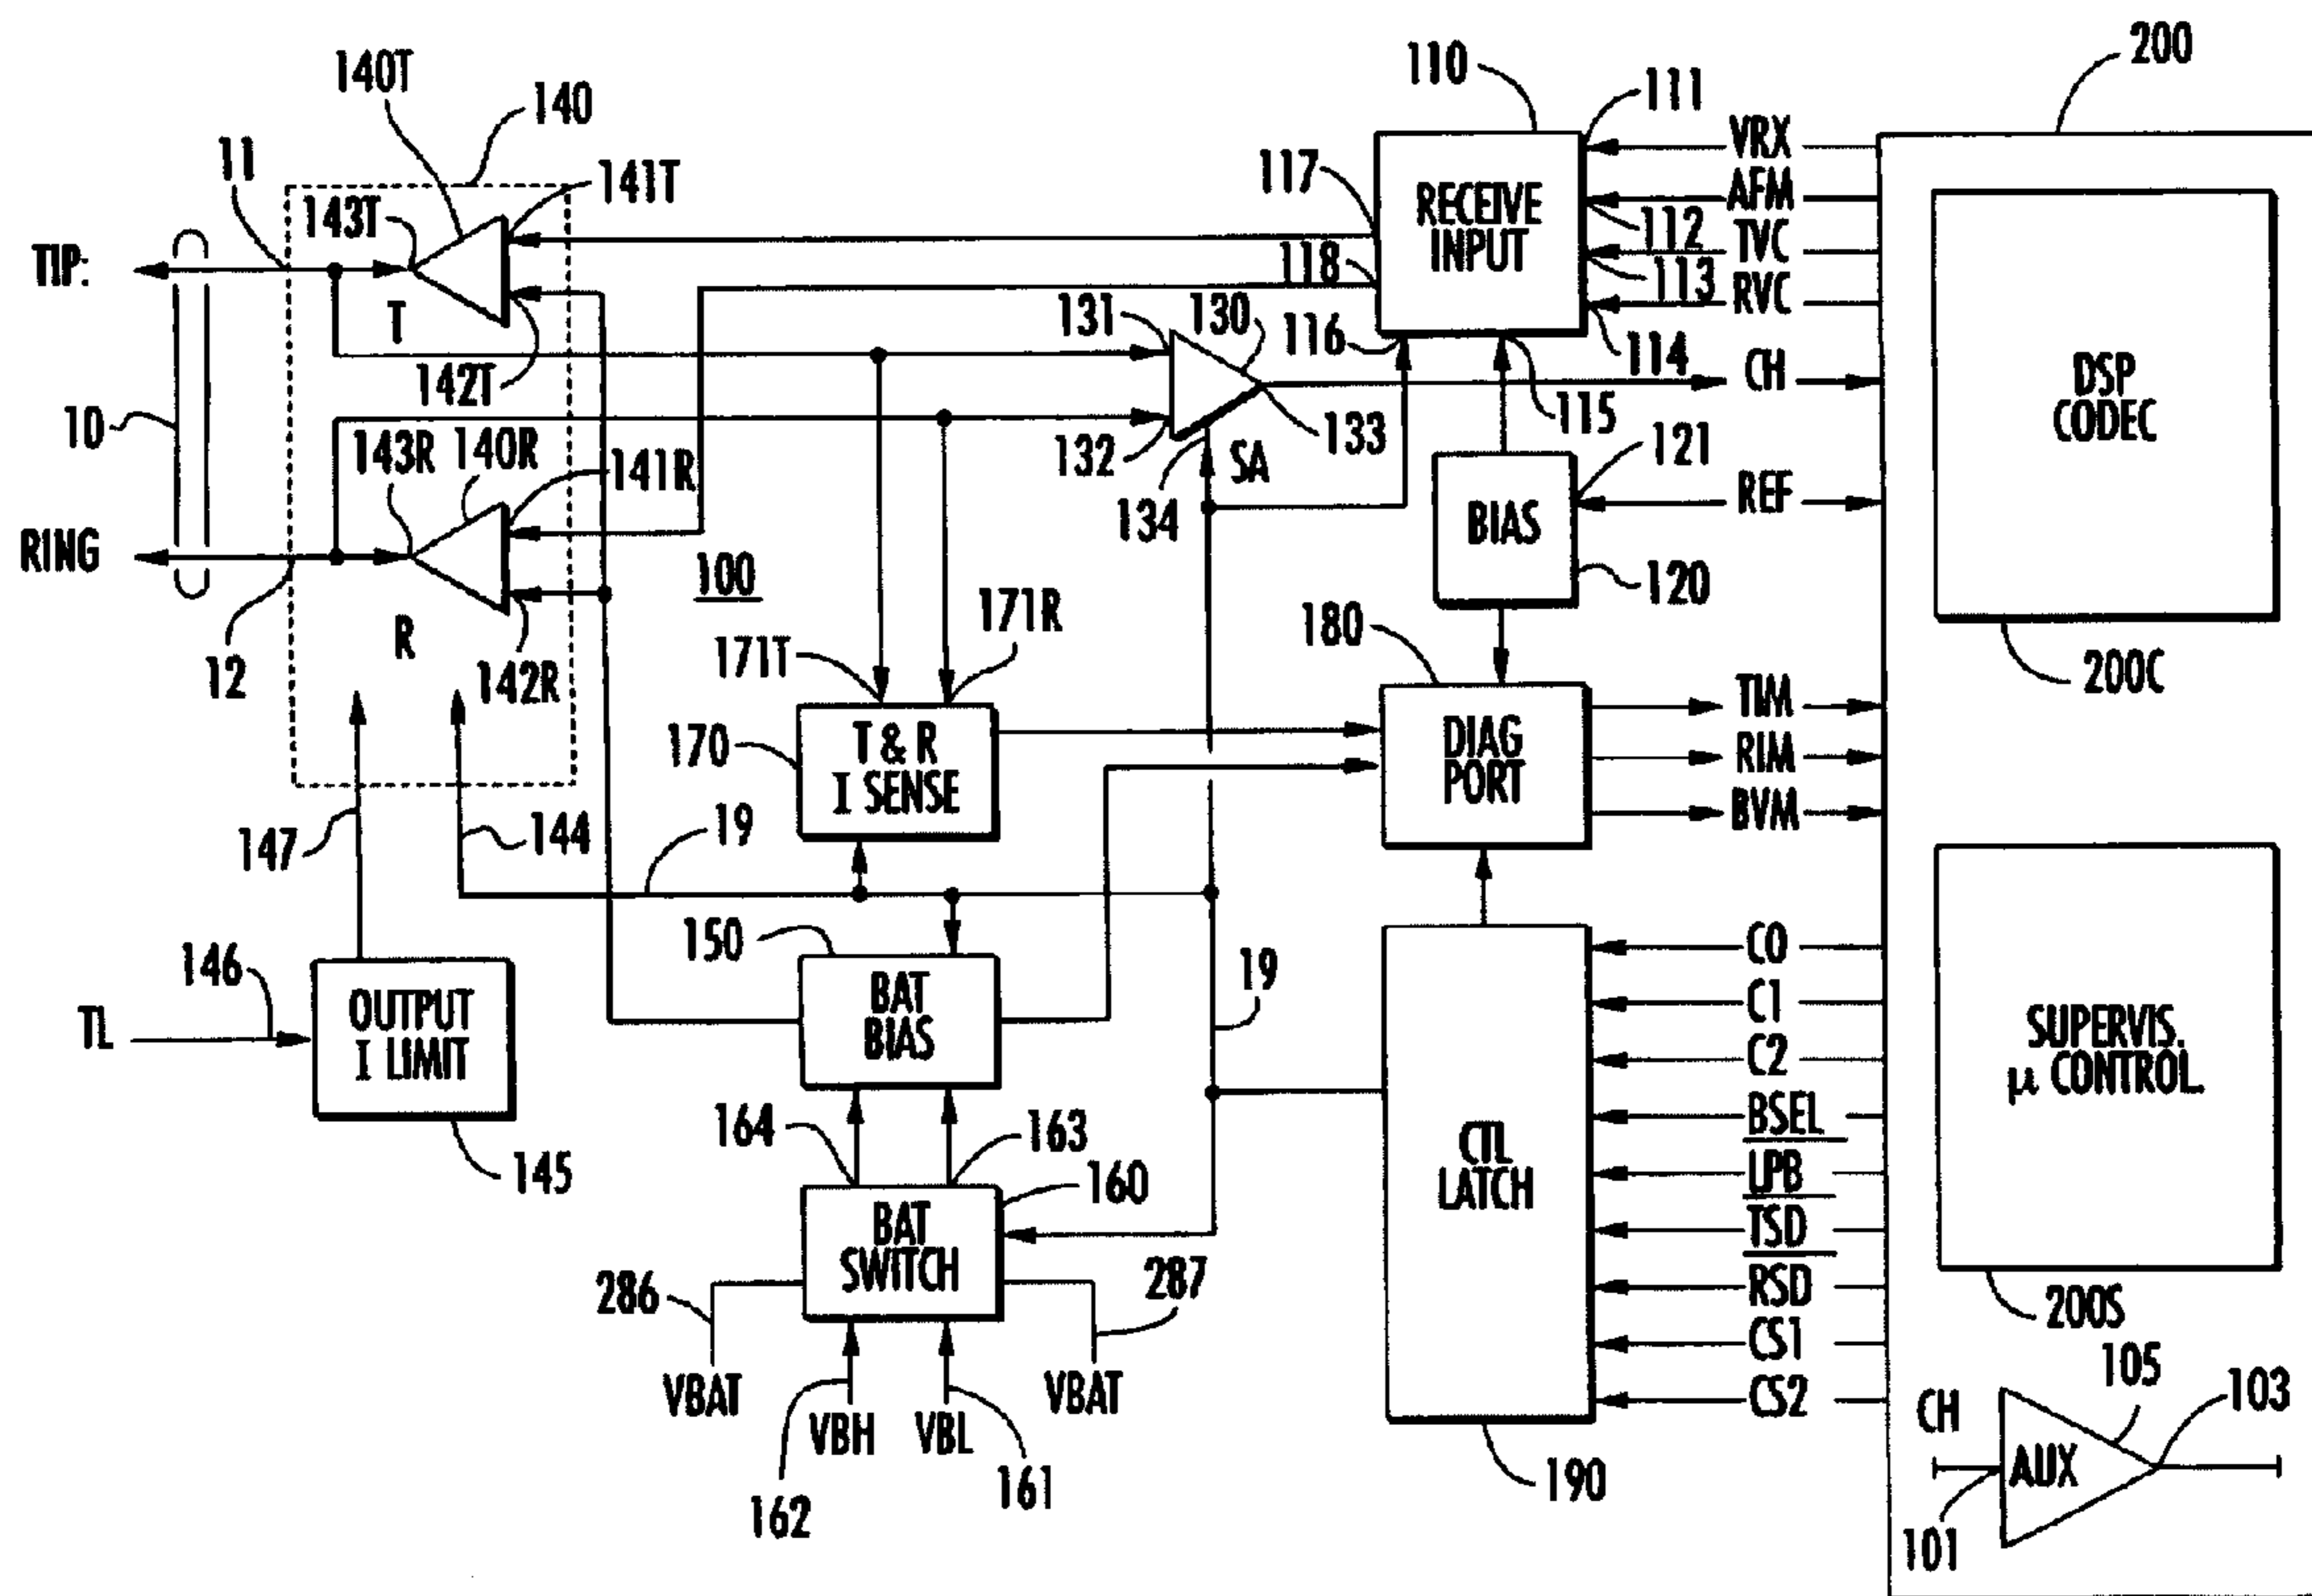 140T
140
11
143T
141T
TIP:
T
142T
10
143R
140R
141R
RING
12
R
142R
100
117
118
110
111
RECEIVE
INPUT
VRX
AFM
112
TVC
113
RVC
114
116
115
131
130
132
133
134
SA
CH
121
BIAS
REF
120
200
DSP
CODEC
200C
171T
171R
170
T & R
I SENSE
180
DIAG
PORT
TIM
RIM
BVM
147
144
19
150
BAT
BIAS
19
146
TL
OUTPUT
I LIMIT
145
164
163
160
BAT
SWITCH
286
287
VBAT
VBH
VBL
VBAT
162
161
CTL
LATCH
190
C0
C1
C2
BSEL
LPB
TSD
RSD
CS1
CS2
SUPERVIS.
µ CONTROL.
200S
105
103
CH
AUX
101